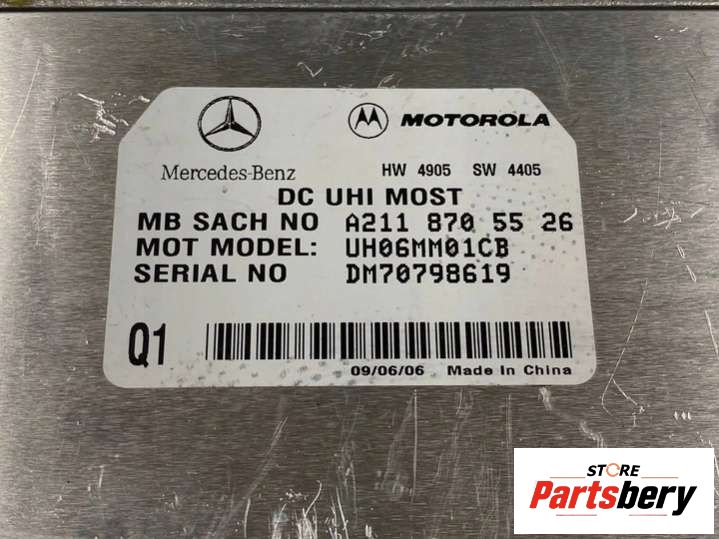 MOTOROLA
Mercedes-Benz
HW 4905 SW 4405
DC UHI MOST
MB SACH NO A211 870 55 26
MOT MODEL: UH06MM01CB
SERIAL NO DM70798619
Q1
09/06/06 Made In China
STORE
Partsbery